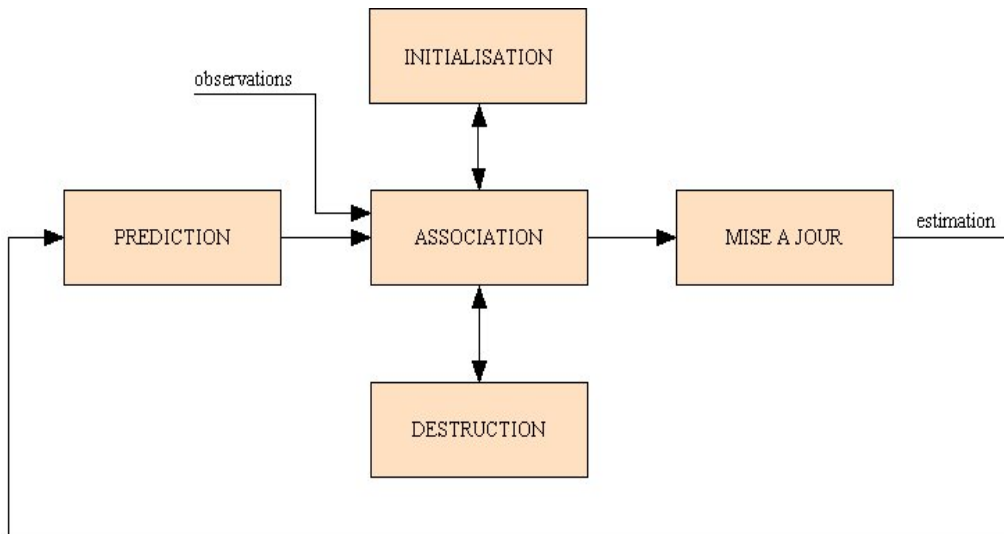 INITIALISATION
observations
PREDICTION
ASSOCIATION
MISE A JOUR
estimation
DESTRUCTION